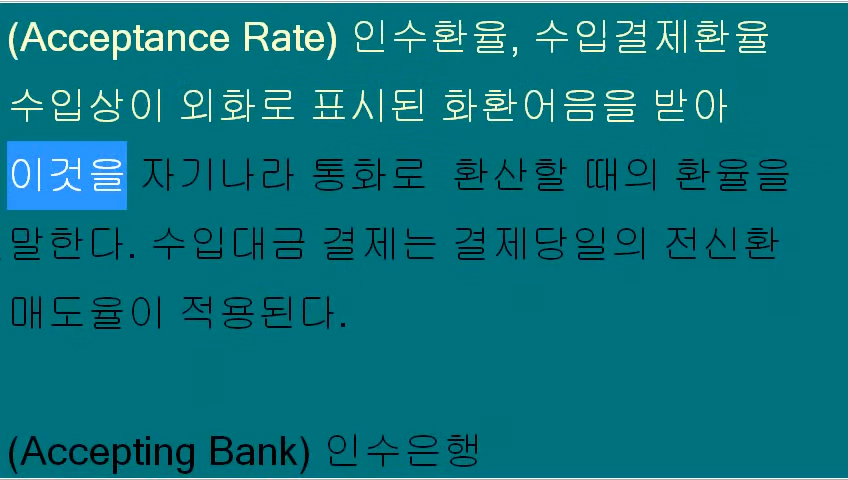 (Acceptance Rate) 인수환율, 수입결제환율
수입상이 외화로 표시된 화환어음을 받아
이것을 자기나라 통화로 환산할 때의 환율을
말한다. 수입대금 결제는 결제당일의 전신환
매도율이 적용된다.
(Accepting Bank) 인수은행